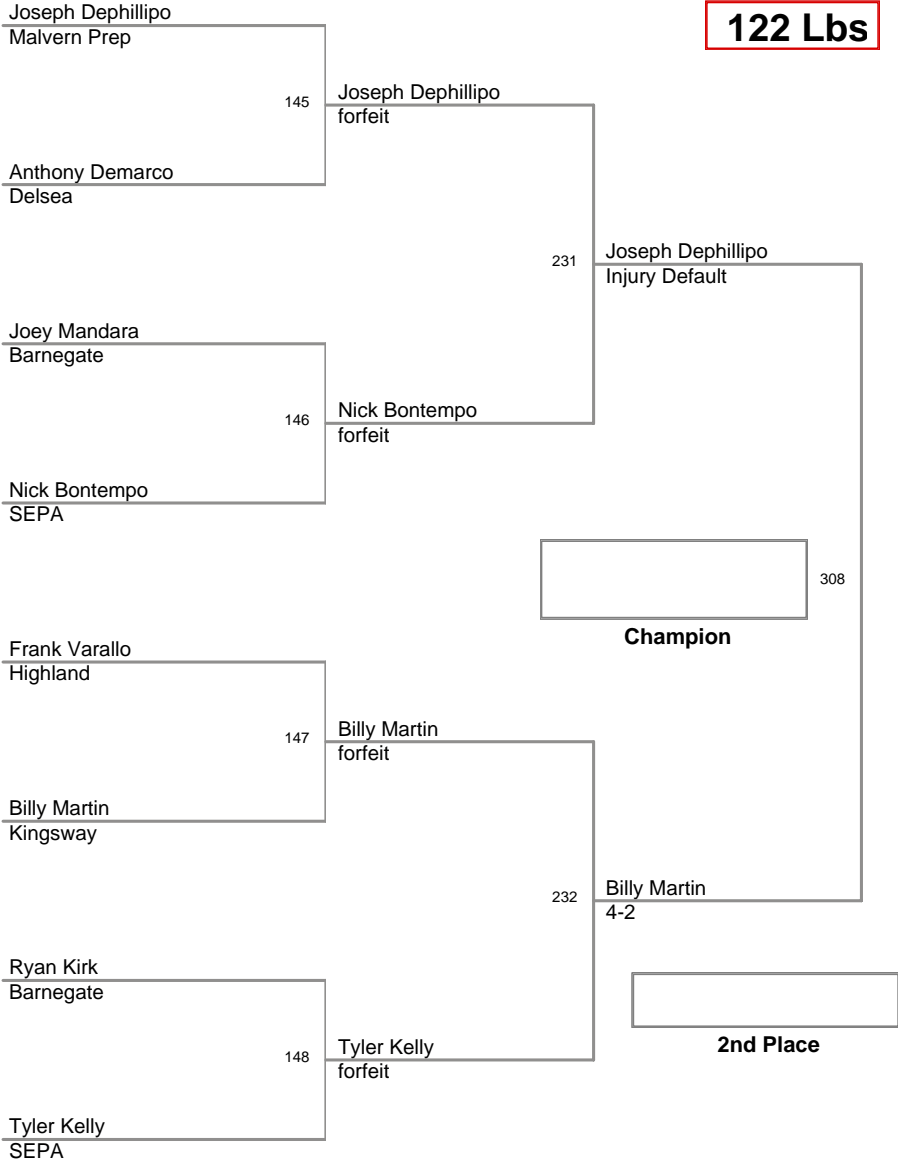 Joseph Dephillipo
Malvern Prep
122 Lbs
145
Joseph Dephillipo
forfeit
Anthony Demarco
Delsea
231
Joseph Dephillipo
Injury Default
Joey Mandara
Barnegate
146
Nick Bontempo
forfeit
Nick Bontempo
SEPA
308
Champion
Frank Varallo
Highland
147
Billy Martin
forfeit
Billy Martin
Kingsway
232
Billy Martin
4-2
Ryan Kirk
Barnegate
148
Tyler Kelly
forfeit
2nd Place
Tyler Kelly
SEPA